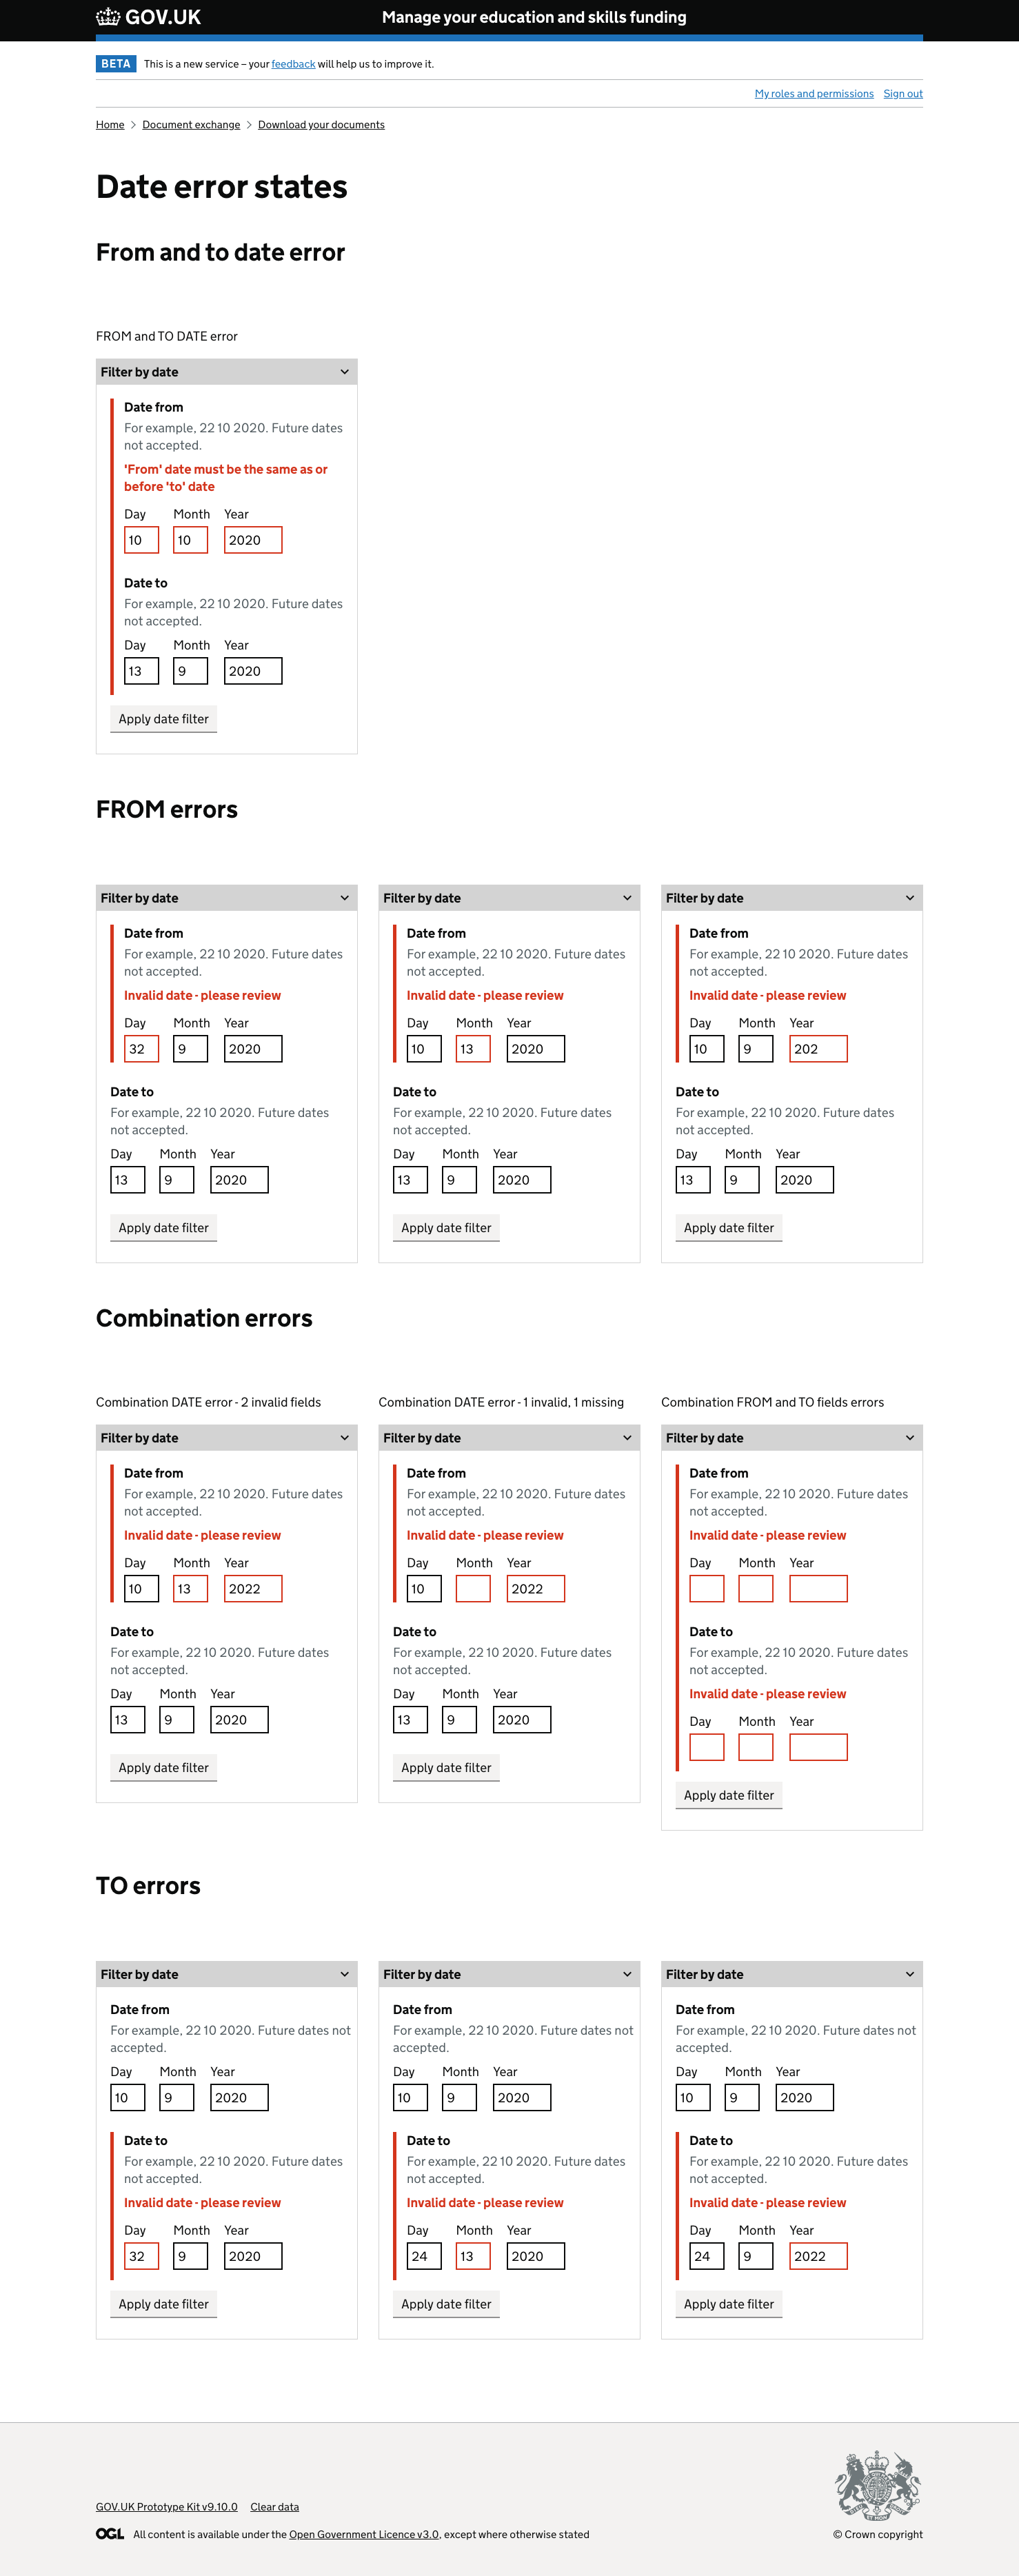 GOV.UK
Manage your education and skills funding
BETA This is a new service – your feedback will help us to improve it.
My roles and permissions Sign out
Home Document exchange Download your documents
Date error states
From and to date error
FROM and TO DATE error
Filter by date
Date from
For example, 22 10 2020. Future dates
not accepted.
'From' date must be the same as or
before 'to' date
Day Month Year
10 10 2020
Date to
For example, 22 10 2020. Future dates
not accepted.
Day Month Year
13 9 2020
Apply date filter
FROM errors
Filter by date
Date from
For example, 22 10 2020. Future dates
not accepted.
Invalid date - please review
Day Month Year
32 9 2020
Date to
For example, 22 10 2020. Future dates
not accepted.
Day Month Year
13 9 2020
Apply date filter
Filter by date
Date from
For example, 22 10 2020. Future dates
not accepted.
Invalid date - please review
Day Month Year
10 13 2020
Date to
For example, 22 10 2020. Future dates
not accepted.
Day Month Year
13 9 2020
Apply date filter
Filter by date
Date from
For example, 22 10 2020. Future dates
not accepted.
Invalid date - please review
Day Month Year
10 9 202
Date to
For example, 22 10 2020. Future dates
not accepted.
Day Month Year
13 9 2020
Apply date filter
Combination errors
Combination DATE error - 2 invalid fields
Filter by date
Date from
For example, 22 10 2020. Future dates
not accepted.
Invalid date - please review
Day Month Year
10 13 2022
Date to
For example, 22 10 2020. Future dates
not accepted.
Day Month Year
13 9 2020
Apply date filter
Combination DATE error - 1 invalid, 1 missing
Filter by date
Date from
For example, 22 10 2020. Future dates
not accepted.
Invalid date - please review
Day Month Year
10 2022
Date to
For example, 22 10 2020. Future dates
not accepted.
Day Month Year
13 9 2020
Apply date filter
Combination FROM and TO fields errors
Filter by date
Date from
For example, 22 10 2020. Future dates
not accepted.
Invalid date - please review
Day Month Year
Date to
For example, 22 10 2020. Future dates
not accepted.
Invalid date - please review
Day Month Year
Apply date filter
TO errors
Filter by date
Date from
For example, 22 10 2020. Future dates not
accepted.
Day Month Year
10 9 2020
Date to
For example, 22 10 2020. Future dates
not accepted.
Invalid date - please review
Day Month Year
32 9 2020
Apply date filter
Filter by date
Date from
For example, 22 10 2020. Future dates not
accepted.
Day Month Year
10 9 2020
Date to
For example, 22 10 2020. Future dates
not accepted.
Invalid date - please review
Day Month Year
24 13 2020
Apply date filter
Filter by date
Date from
For example, 22 10 2020. Future dates not
accepted.
Day Month Year
10 9 2020
Date to
For example, 22 10 2020. Future dates
not accepted.
Invalid date - please review
Day Month Year
24 9 2022
Apply date filter
GOV.UK Prototype Kit v9.10.0 Clear data
OGL All content is available under the Open Government Licence v3.0, except where otherwise stated
© Crown copyright